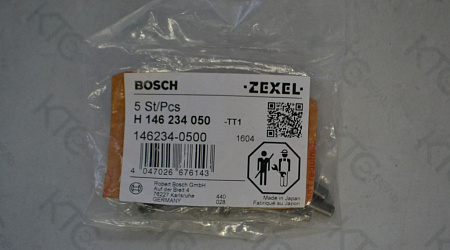 BOSCH
·ZEXEL·
5 St/Pcs
H 146 234 050 -TT1
146234-0500 1604
4 047026 676143
Made in Japan
Fabriqué au Japon
Robert Bosch GmbH
Auf der Breit 4
76227 Karlsruhe
GERMANY
440
028
KTG